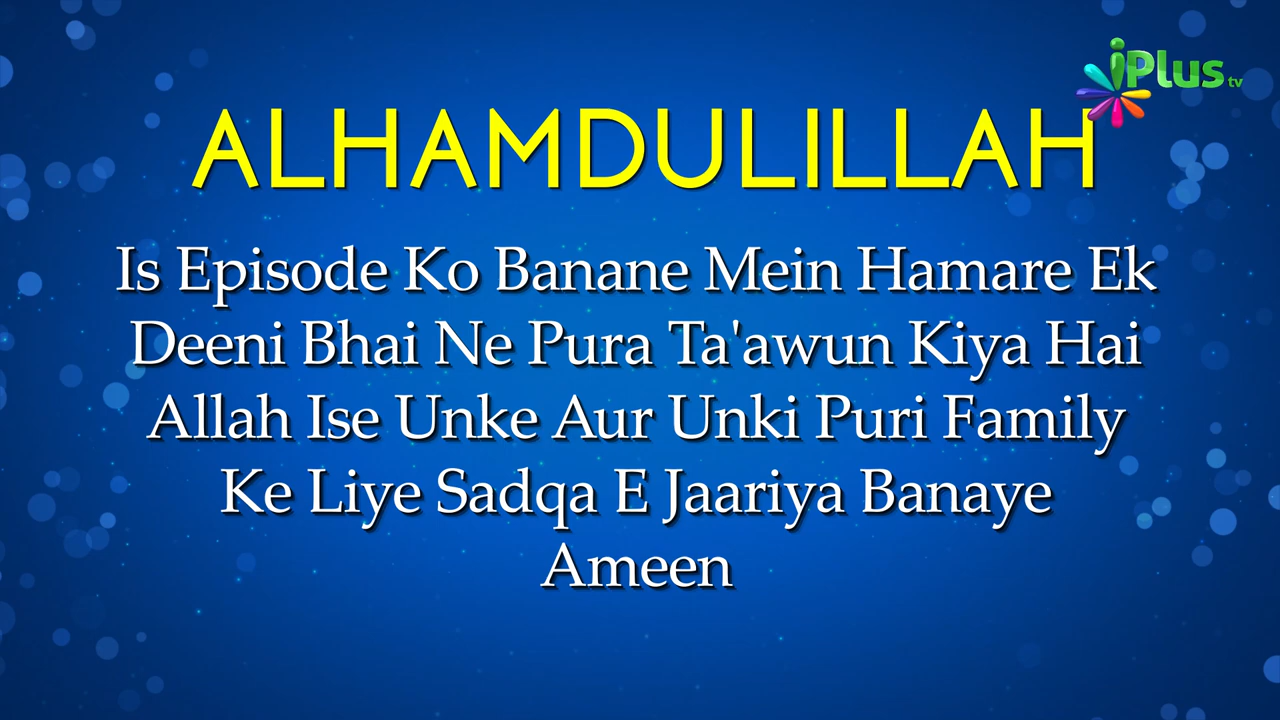 iPlus tv
ALHAMDULILLAH
Is Episode Ko Banane Mein Hamare Ek
Deeni Bhai Ne Pura Ta'awun Kiya Hai
Allah Ise Unke Aur Unki Puri Family
Ke Liye Sadqa E Jaariya Banaye
Ameen